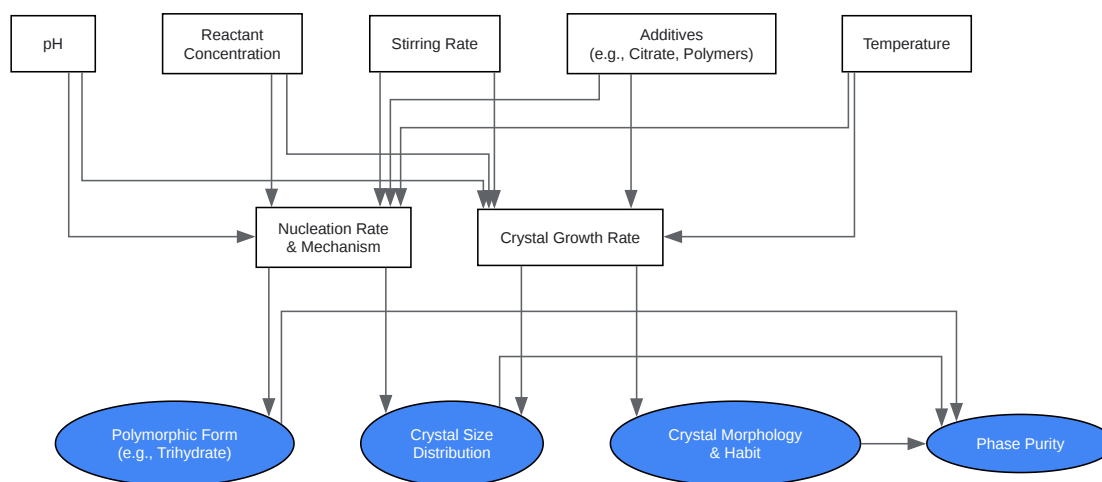 pH
Reactant
Concentration
Stirring Rate
Additives
(e.g., Citrate, Polymers)
Temperature
Nucleation Rate
& Mechanism
Crystal Growth Rate
Polymorphic Form
(e.g., Trihydrate)
Crystal Size
Distribution
Crystal Morphology
& Habit
Phase Purity